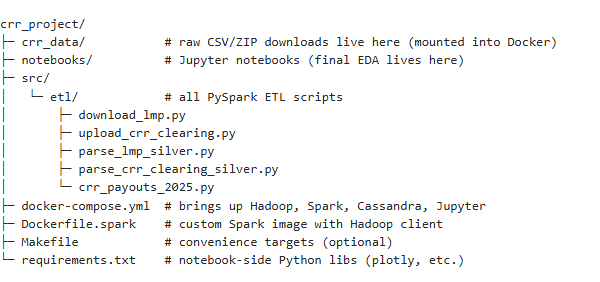 crr_project/
├─ crr_data/           # raw CSV/ZIP downloads live here (mounted into Docker)
├─ notebooks/          # Jupyter notebooks (final EDA lives here)
├─ src/
│   └─ etl/            # all PySpark ETL scripts
│       ├─ download_lmp.py
│       ├─ upload_crr_clearing.py
│       ├─ parse_lmp_silver.py
│       ├─ parse_crr_clearing_silver.py
│       └─ crr_payouts_2025.py
├─ docker-compose.yml  # brings up Hadoop, Spark, Cassandra, Jupyter
├─ Dockerfile.spark    # custom Spark image with Hadoop client
├─ Makefile            # convenience targets (optional)
└─ requirements.txt    # notebook-side Python libs (plotly, etc.)